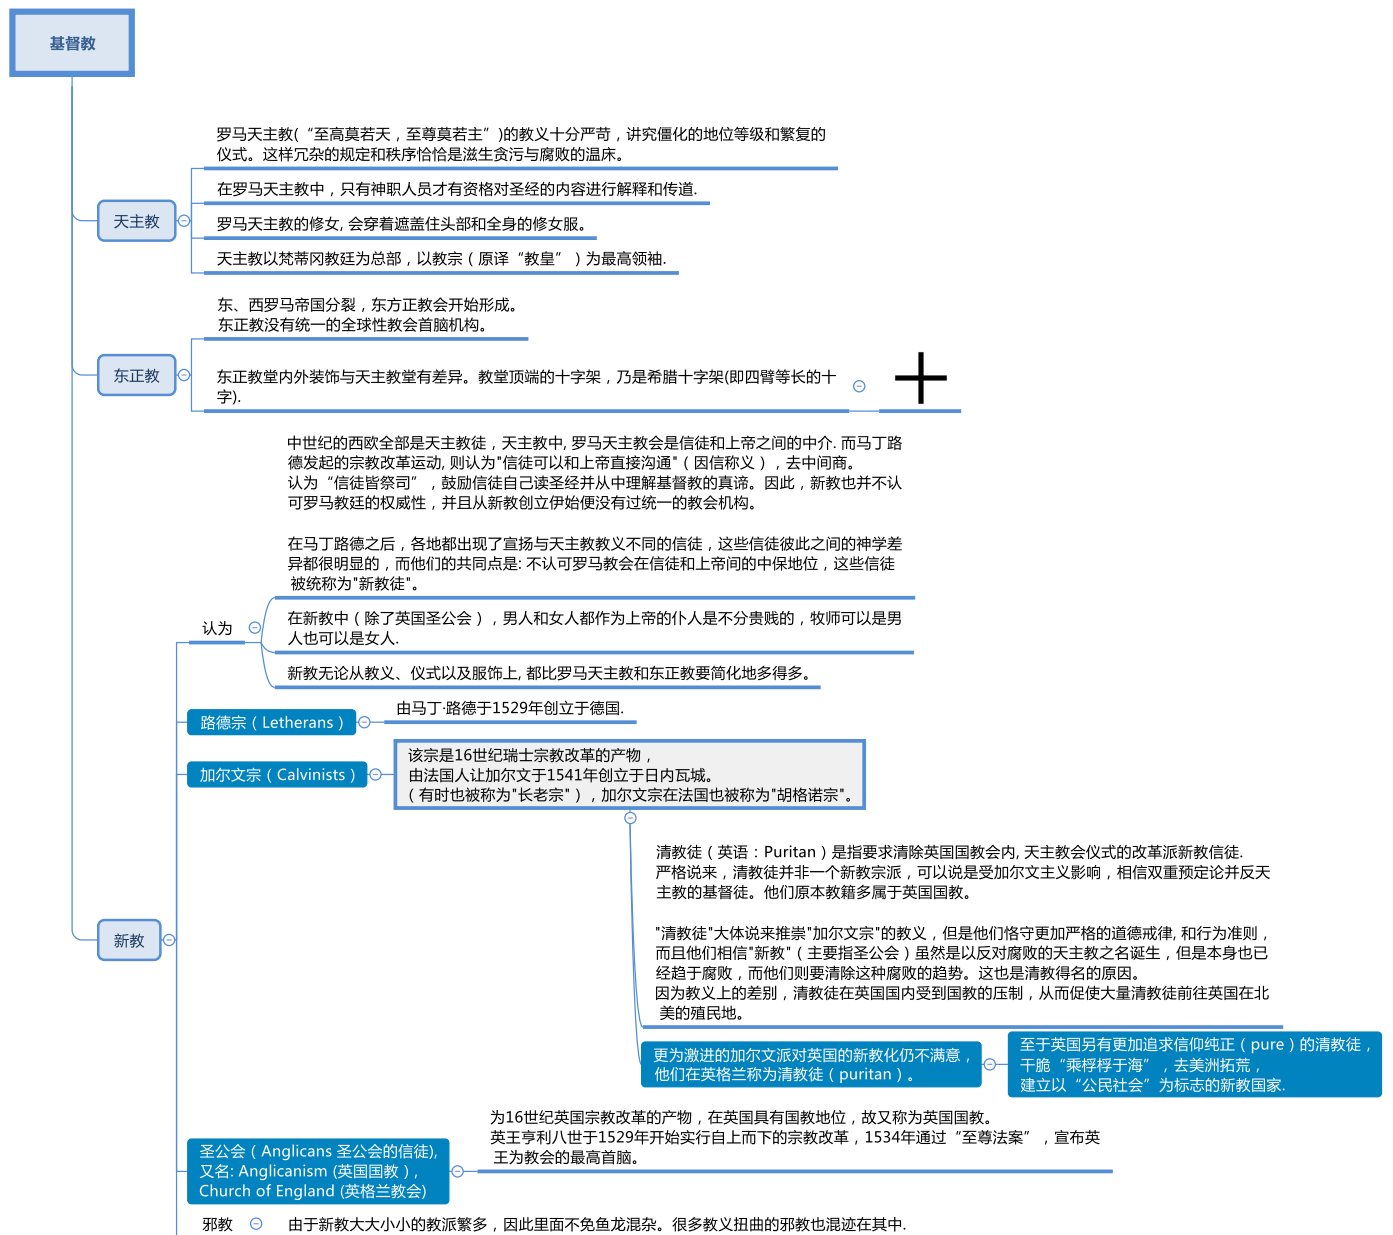 基督教
罗马天主教(“至高莫若天，至尊莫若主”)的教义十分严苛，讲究僵化的地位等级和繁复的
仪式。这样冗杂的规定和秩序恰恰是滋生贪污与腐败的温床。
在罗马天主教中，只有神职人员才有资格对圣经的内容进行解释和传道.
天主教
罗马天主教的修女, 会穿着遮盖住头部和全身的修女服。
天主教以梵蒂冈教廷为总部，以教宗（原译“教皇”）为最高领袖.
东、西罗马帝国分裂，东方正教会开始形成。
东正教没有统一的全球性教会首脑机构。
东正教
东正教堂内外装饰与天主教堂有差异。教堂顶端的十字架，乃是希腊十字架(即四臂等长的十
字).
中世纪的西欧全部是天主教徒，天主教中, 罗马天主教会是信徒和上帝之间的中介. 而马丁路
德发起的宗教改革运动, 则认为"信徒可以和上帝直接沟通"（因信称义），去中间商。
认为“信徒皆祭司”，鼓励信徒自己读圣经并从中理解基督教的真谛。因此，新教也并不认
可罗马教廷的权威性，并且从新教创立伊始便没有过统一的教会机构。
在马丁路德之后，各地都出现了宣扬与天主教教义不同的信徒，这些信徒彼此之间的神学差
异都很明显的，而他们的共同点是: 不认可罗马教会在信徒和上帝间的中保地位，这些信徒
被统称为"新教徒"。
认为
在新教中（除了英国圣公会），男人和女人都作为上帝的仆人是不分贵贱的，牧师可以是男
人也可以是女人.
新教无论从教义、仪式以及服饰上, 都比罗马天主教和东正教要简化地多得多。
路德宗（Letherans）
由马丁·路德于1529年创立于德国.
加尔文宗（Calvinists）
该宗是16世纪瑞士宗教改革的产物，
由法国人让加尔文于1541年创立于日内瓦城。
（有时也被称为"长老宗"），加尔文宗在法国也被称为"胡格诺宗"。
清教徒（英语：Puritan）是指要求清除英国国教会内, 天主教会仪式的改革派新教信徒.
严格说来，清教徒并非一个新教宗派，可以说是受加尔文主义影响，相信双重预定论并反天
主教的基督徒。他们原本教籍多属于英国国教。
新教
"清教徒"大体说来推崇"加尔文宗"的教义，但是他们恪守更加严格的道德戒律, 和行为准则，
而且他们相信"新教"（主要指圣公会）虽然是以反对腐败的天主教之名诞生，但是本身也已
经趋于腐败，而他们则要清除这种腐败的趋势。这也是清教得名的原因。
因为教义上的差别，清教徒在英国国内受到国教的压制，从而促使大量清教徒前往英国在北
美的殖民地。
更为激进的加尔文派对英国的新教化仍不满意，
他们在英格兰称为清教徒（puritan）。
至于英国另有更加追求信仰纯正（pure）的清教徒，
干脆“乘桴桴于海”，去美洲拓荒，
建立以“公民社会”为标志的新教国家.
圣公会（Anglicans 圣公会的信徒),
又名: Anglicanism (英国国教），
Church of England (英格兰教会)
为16世纪英国宗教改革的产物，在英国具有国教地位，故又称为英国国教。
英王亨利八世于1529年开始实行自上而下的宗教改革，1534年通过“至尊法案”，宣布英
王为教会的最高首脑。
邪教
由于新教大大小小的教派繁多，因此里面不免鱼龙混杂。很多教义扭曲的邪教也混迹在其中.